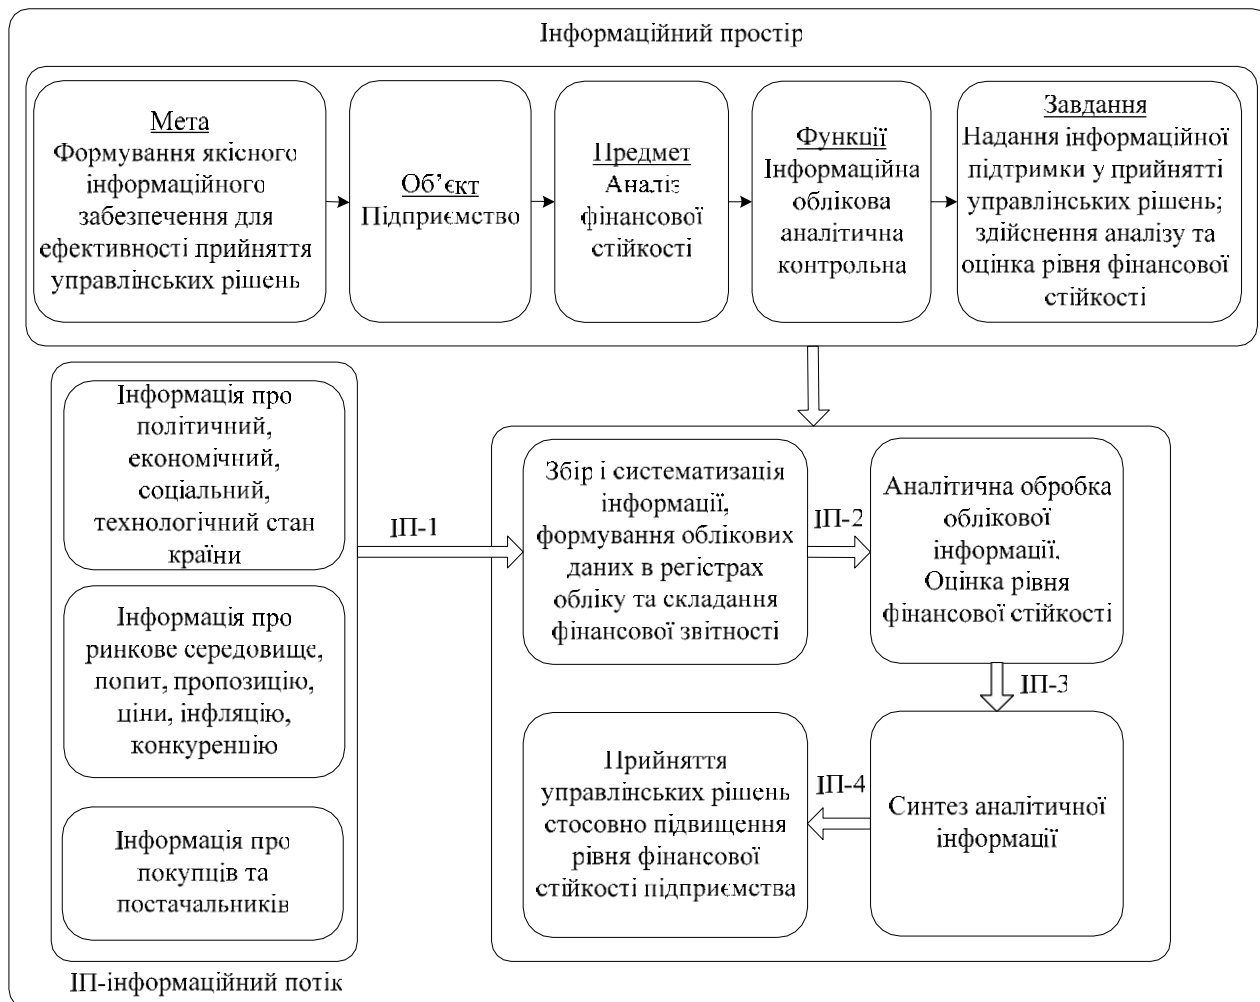 Інформаційний простір
Мета
Формування якісного
інформаційного
забезпечення для
ефективності прийняття
управлінських рішень
Об’єкт
Підприємство
Предмет
Аналіз
фінансової
стійкості
Функції
Інформаційна
облікова
аналітична
контрольна
Завдання
Надання інформаційної
підтримки у прийнятті
управлінських рішень;
здійснення аналізу та
оцінка рівня фінансової
стійкості
Інформація про
політичний,
економічний,
соціальний,
технологічний стан
країни
Інформація про
ринкове середовище,
попит, пропозицію,
ціни, інфляцію,
конкуренцію
Інформація про
покупців та
постачальників
ІП-1
Збір і систематизація
інформації,
формування облікових
даних в регістрах
обліку та складання
фінансової звітності
ІП-2
Аналітична обробка
облікової
інформації.
Оцінка рівня
фінансової стійкості
ІП-3
Синтез аналітичної
інформації
ІП-4
Прийняття
управлінських рішень
стосовно підвищення
рівня фінансової
стійкості підприємства
ІП-інформаційний потік